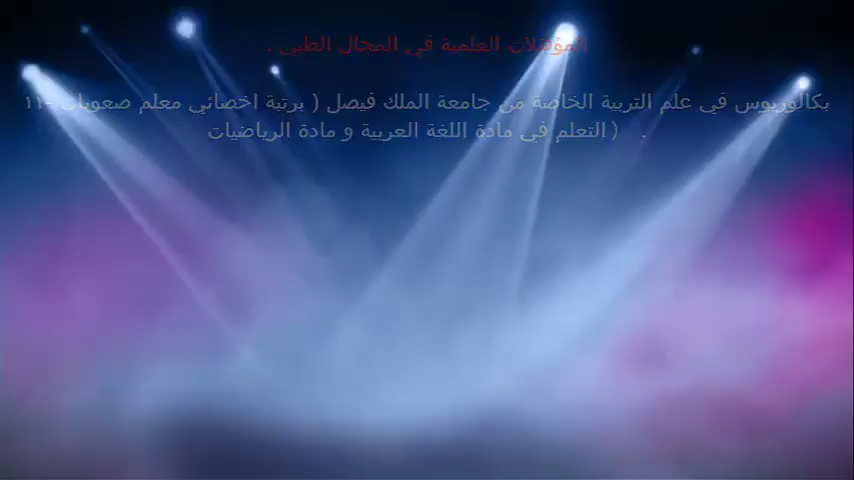 المؤهلات العلمية في المجال الطبي .
بكالوريوس في علم التربية الخاصة من جامعة الملك فيصل ( برتبة اخصائي معلم صعوبات -١١
التعلم في مادة اللغة العربية و مادة الرياضيات ) .